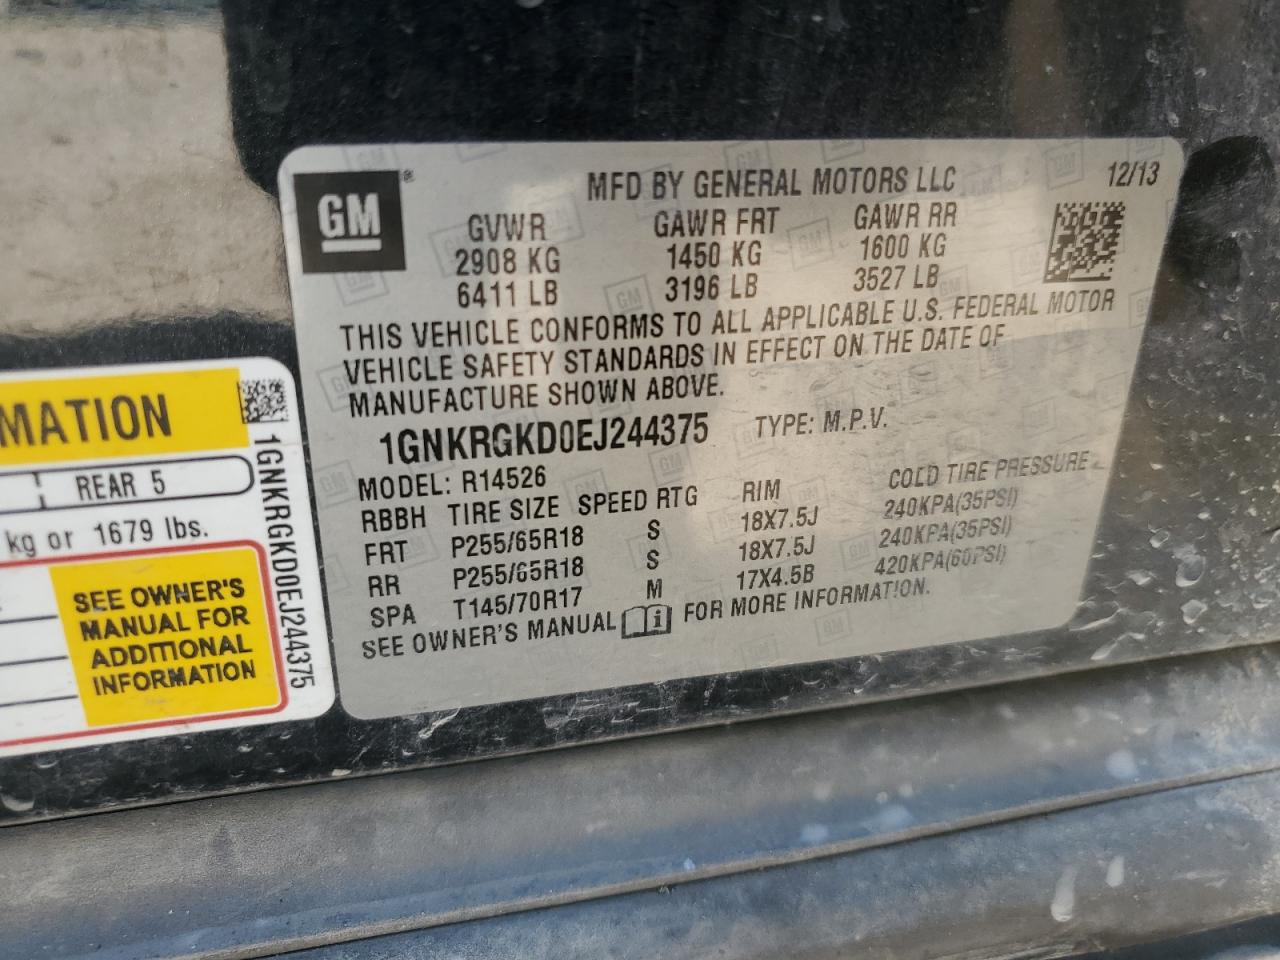 GM ®
MFD BY GENERAL MOTORS LLC 12/13
GVWR GAWR FRT GAWR RR
2908 KG 1450 KG 1600 KG
6411 LB 3196 LB 3527 LB
THIS VEHICLE CONFORMS TO ALL APPLICABLE U.S. FEDERAL MOTOR
VEHICLE SAFETY STANDARDS IN EFFECT ON THE DATE OF
MANUFACTURE SHOWN ABOVE.
1GNKRGKD0EJ244375 TYPE: M.P.V.
MODEL: R14526
RBBH TIRE SIZE SPEED RTG RIM COLD TIRE PRESSURE
FRT P255/65R18 S 18X7.5J 240KPA(35PSI)
RR P255/65R18 S 18X7.5J 240KPA(35PSI)
SPA T145/70R17 M 17X4.5B 420KPA(60PSI)
SEE OWNER'S MANUAL i FOR MORE INFORMATION.
MATION
REAR 5
kg or 1679 lbs.
SEE OWNER'S
MANUAL FOR
ADDITIONAL
INFORMATION
1GNKRGKD0EJ244375